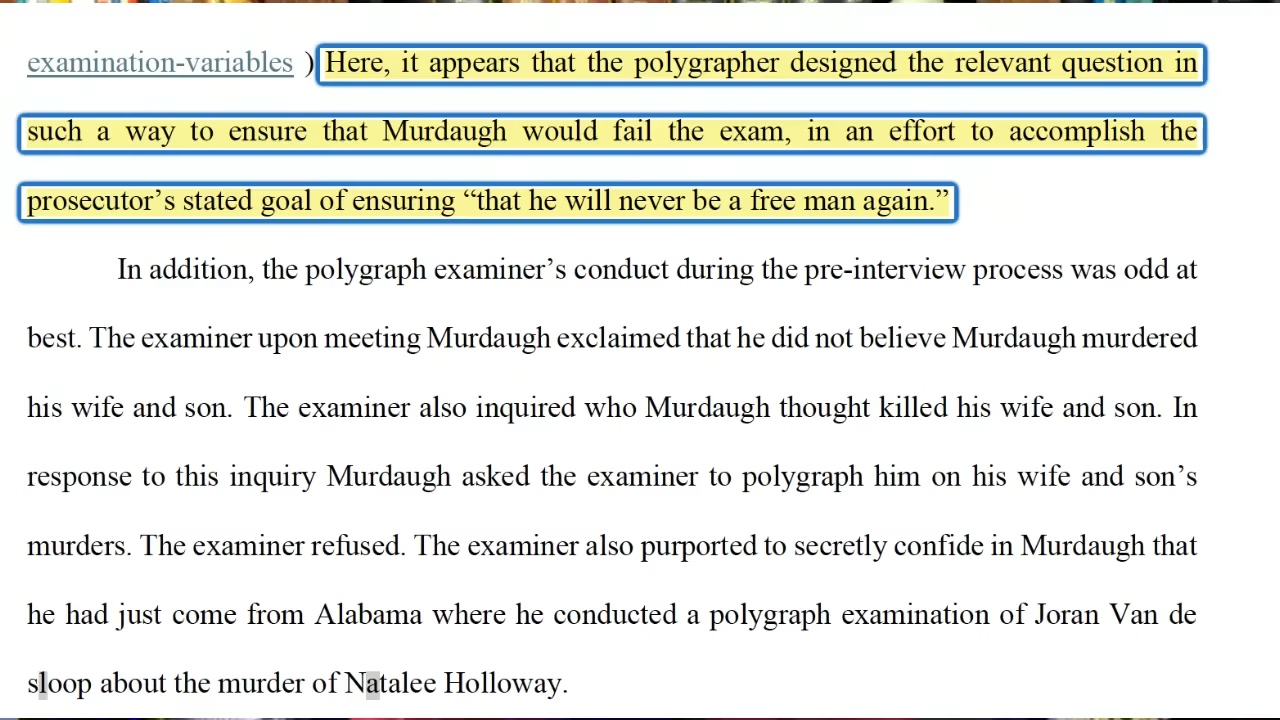 examination-variables ) Here, it appears that the polygrapher designed the relevant question in
such a way to ensure that Murdaugh would fail the exam, in an effort to accomplish the
prosecutor’s stated goal of ensuring “that he will never be a free man again.”
In addition, the polygraph examiner’s conduct during the pre-interview process was odd at
best. The examiner upon meeting Murdaugh exclaimed that he did not believe Murdaugh murdered
his wife and son. The examiner also inquired who Murdaugh thought killed his wife and son. In
response to this inquiry Murdaugh asked the examiner to polygraph him on his wife and son’s
murders. The examiner refused. The examiner also purported to secretly confide in Murdaugh that
he had just come from Alabama where he conducted a polygraph examination of Joran Van de
sloop about the murder of Natalee Holloway.